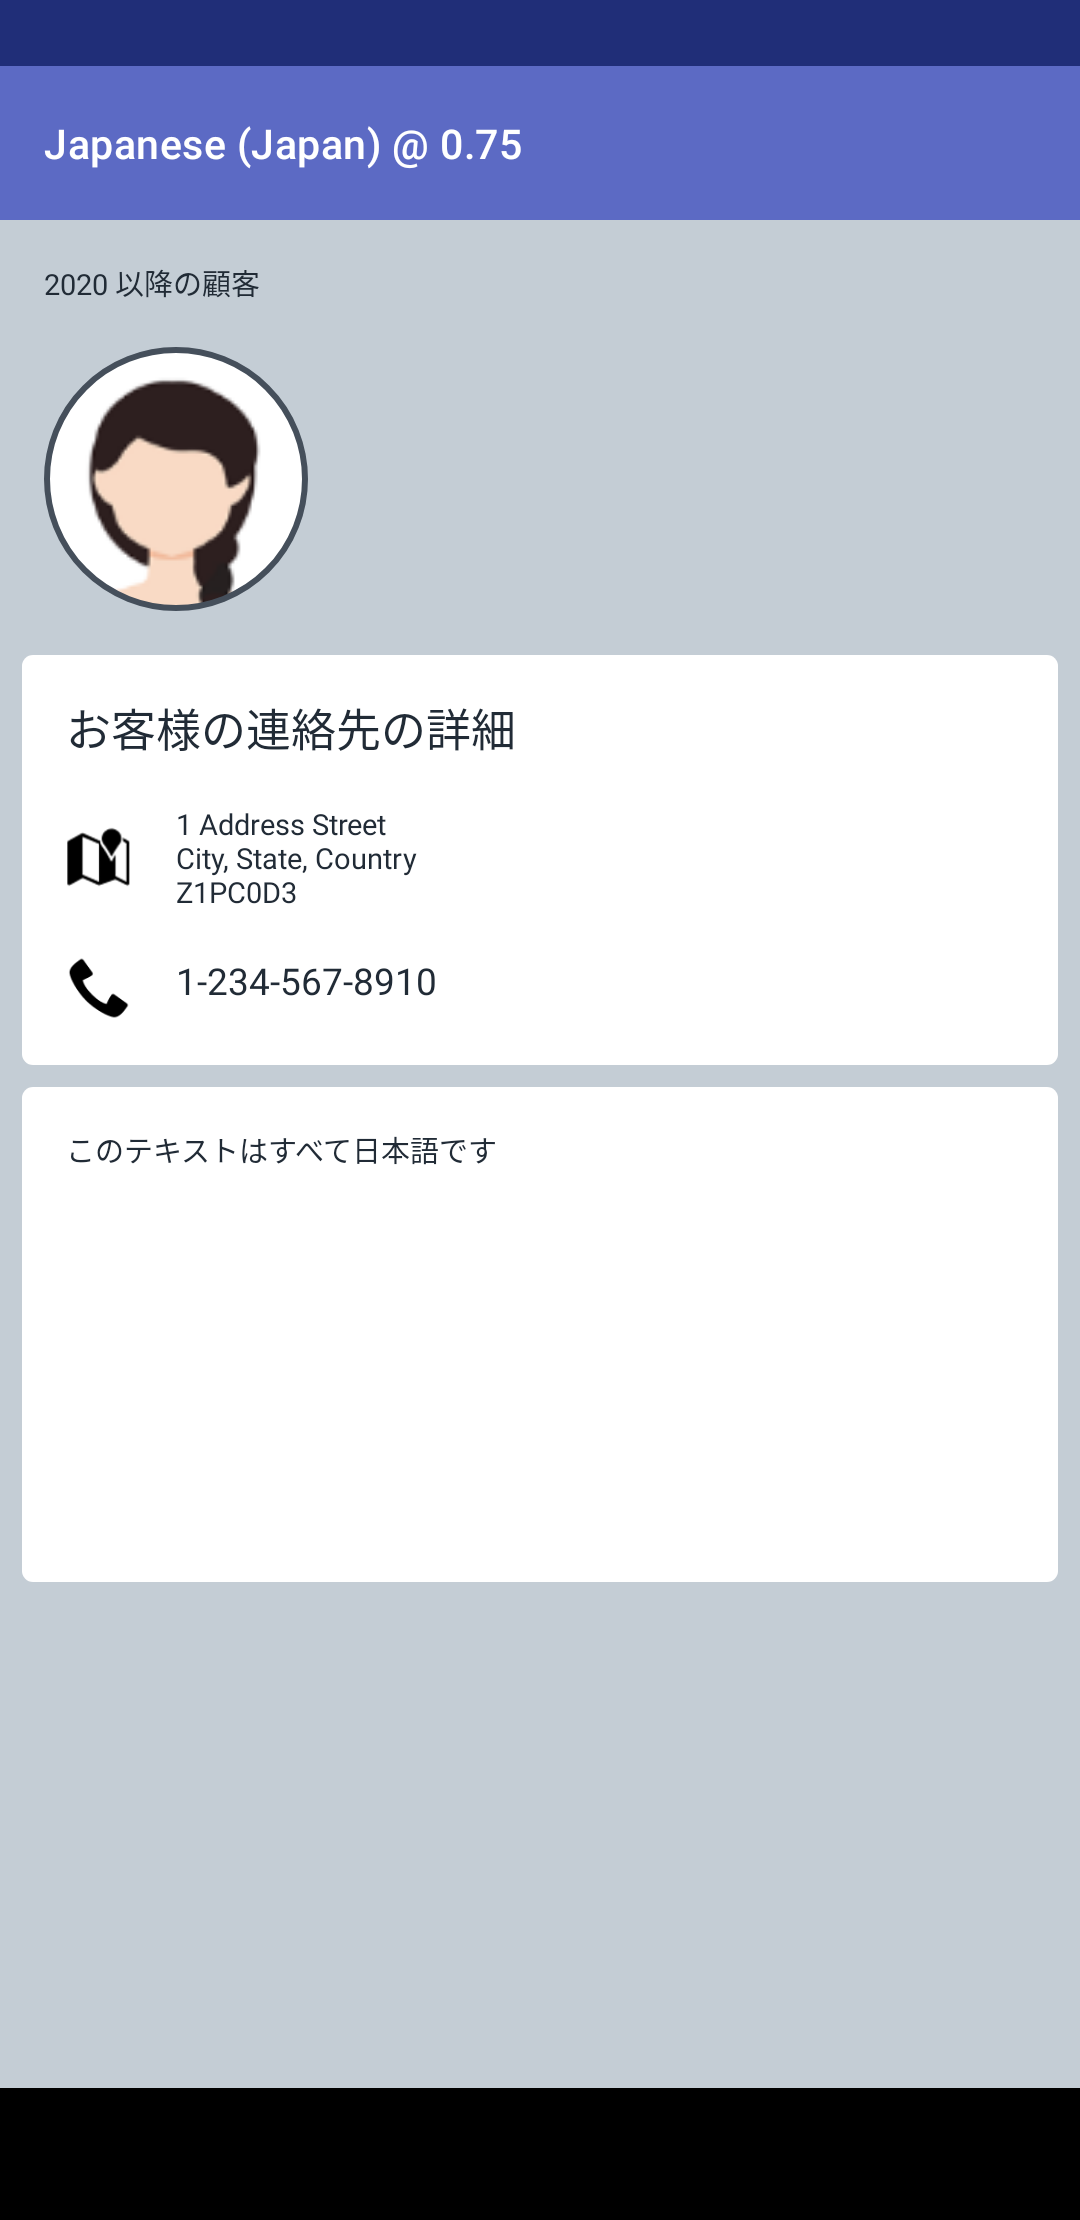 Japanese (Japan) @ 0.75
2020 以降の顧客
お客様の連絡先の詳細
1 Address Street
City, State, Country
Z1PC0D3
1-234-567-8910
このテキストはすべて日本語です